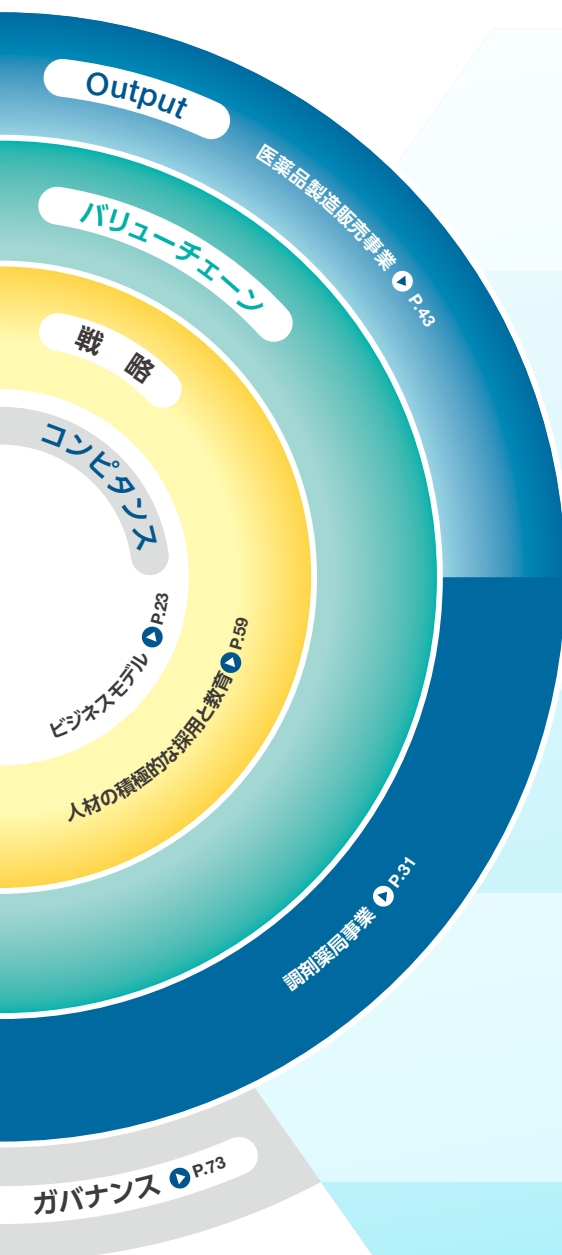 Output
医薬品製造販売事業 P.43
バリューチェーン
戦 略
コンピタンス
ビジネスモデル P.23
人材の積極的な採用と教育 P.59
調剤薬局事業 P.31
ガバナンス P.73